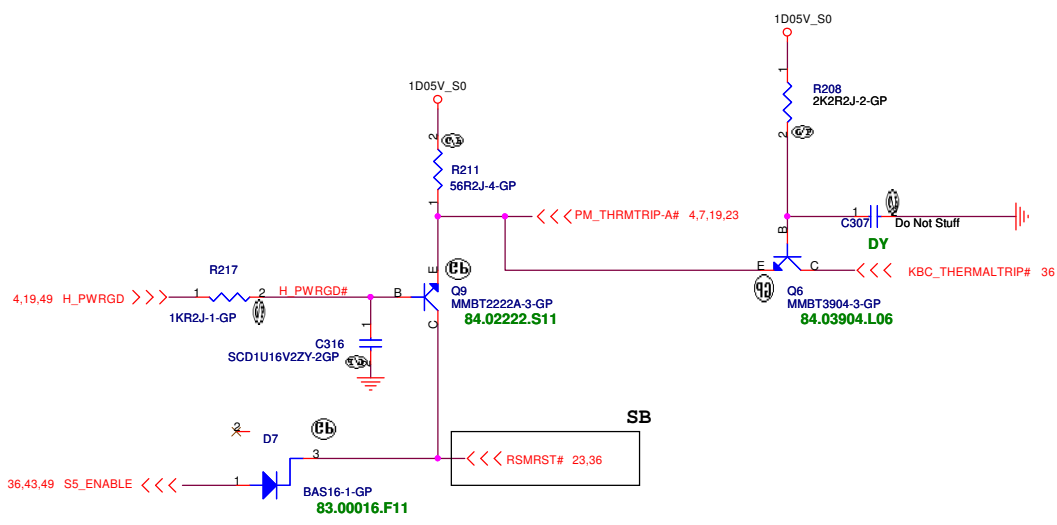 1D05V_S0
1
R208
2K2R2J-2-GP
2
1D05V_S0
2
R211
56R2J-4-GP
1
PM_THRMTRIP-A# 4,7,19,23
1
C307
Do Not Stuff
DY
B
E
C
KBC_THERMALTRIP# 36
Q6
MMBT3904-3-GP
84.03904.L06
R217
4,19,49 H_PWRGD
1
2
H_PWRGD#
1KR2J-1-GP
B
E
C
Q9
MMBT2222A-3-GP
84.02222.S11
1
C316
SCD1U16V2ZY-2GP
2
D7
3
SB
RSMRST# 23,36
36,43,49 S5_ENABLE
1
BAS16-1-GP
83.00016.F11